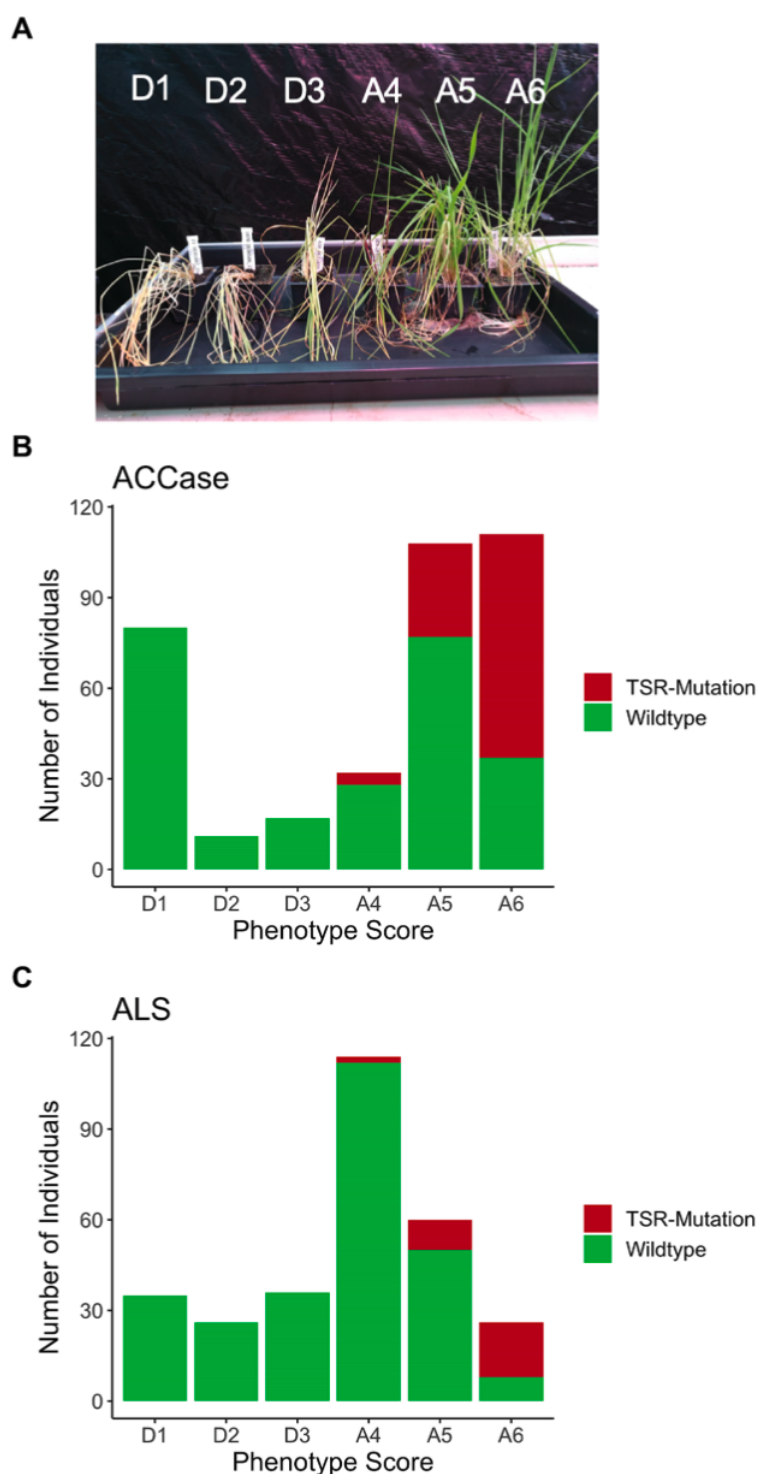 A
D1 D2 D3 A4 A5 A6
B
ACCase
120
90
60
30
0
Number of Individuals
D1 D2 D3 A4 A5 A6
Phenotype Score
TSR-Mutation
Wildtype
C
ALS
120
90
60
30
0
Number of Individuals
D1 D2 D3 A4 A5 A6
Phenotype Score
TSR-Mutation
Wildtype